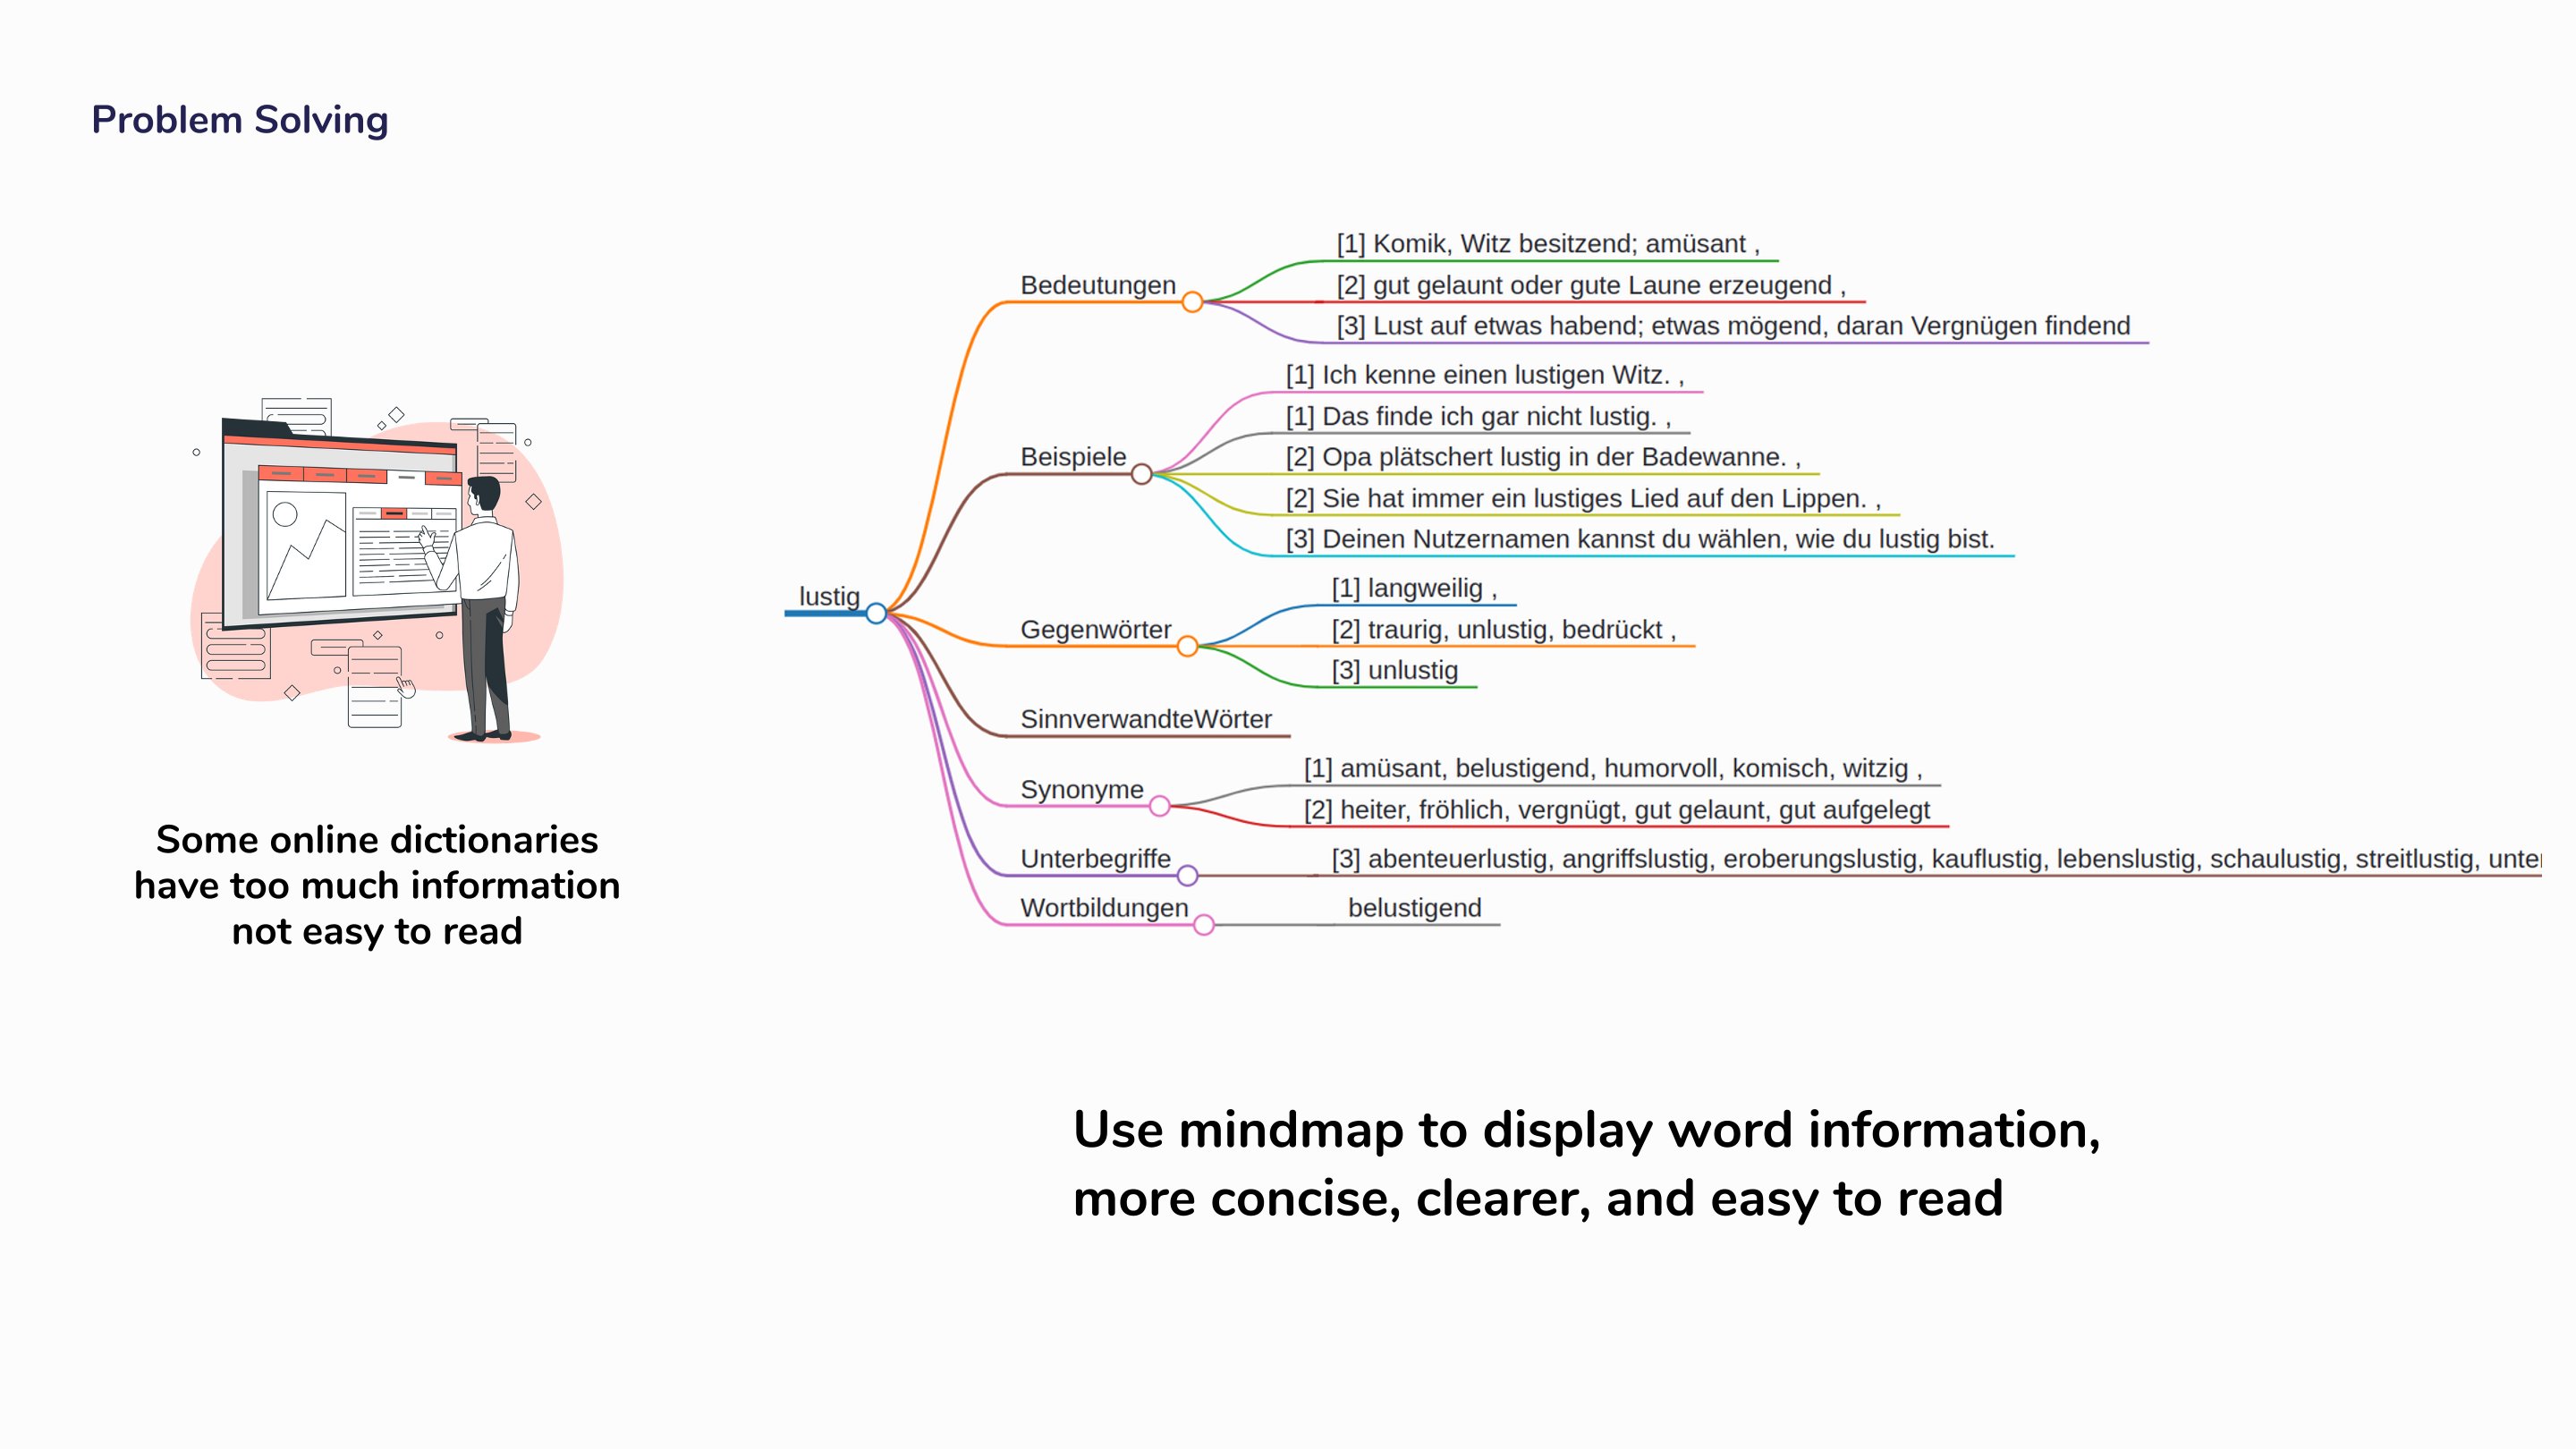 Problem Solving
Some online dictionaries
have too much information
not easy to read
lustig
Bedeutungen
[1] Komik, Witz besitzend; amüsant ,
[2] gut gelaunt oder gute Laune erzeugend ,
[3] Lust auf etwas habend; etwas mögend, daran Vergnügen findend
Beispiele
[1] Ich kenne einen lustigen Witz. ,
[1] Das finde ich gar nicht lustig. ,
[2] Opa plätschert lustig in der Badewanne. ,
[2] Sie hat immer ein lustiges Lied auf den Lippen. ,
[3] Deinen Nutzernamen kannst du wählen, wie du lustig bist.
Gegenwörter
[1] langweilig ,
[2] traurig, unlustig, bedrückt ,
[3] unlustig
SinnverwandteWörter
Synonyme
[1] amüsant, belustigend, humorvoll, komisch, witzig ,
[2] heiter, fröhlich, vergnügt, gut gelaunt, gut aufgelegt
Unterbegriffe
[3] abenteuerlustig, angriffslustig, eroberungslustig, kauflustig, lebenslustig, schaulustig, streitlustig,
Wortbildungen
belustigend
Use mindmap to display word information,
more concise, clearer, and easy to read